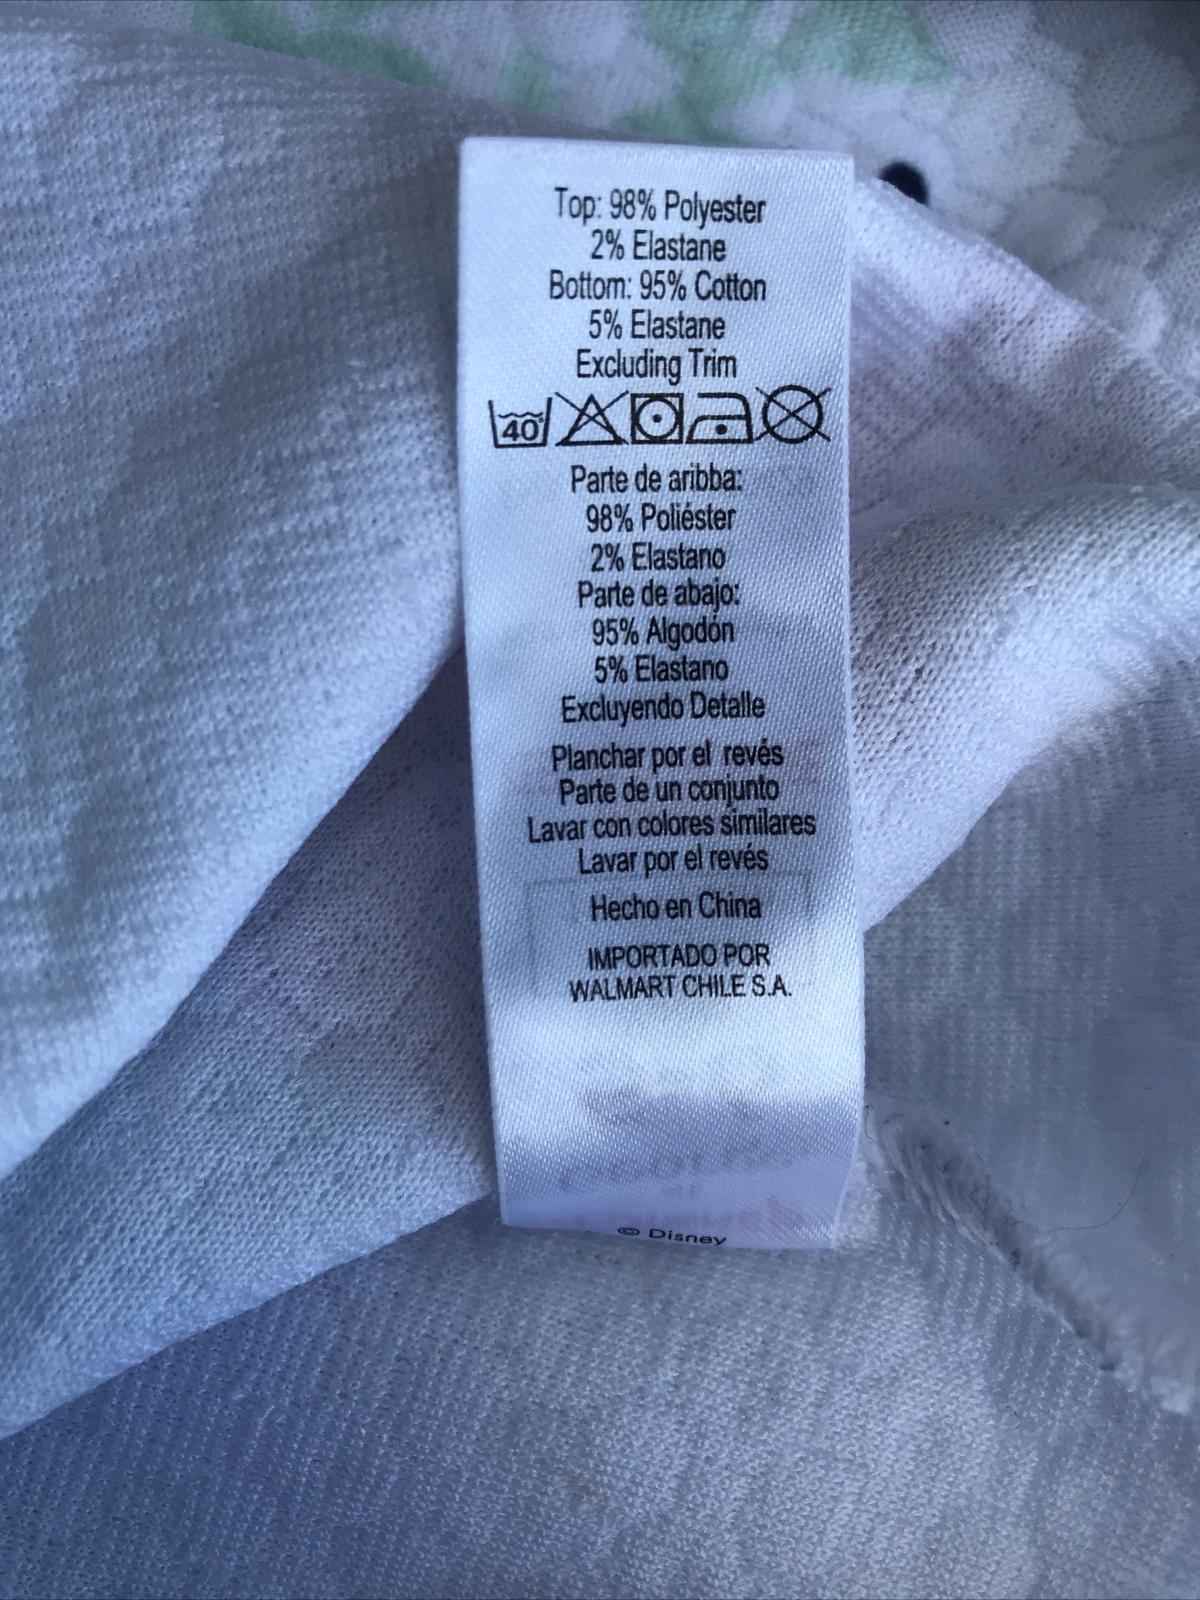 Top: 98% Polyester
2% Elastane
Bottom: 95% Cotton
5% Elastane
Excluding Trim
40°
Parte de aribba:
98% Poliéster
2% Elastano
Parte de abajo:
95% Algodón
5% Elastano
Excluyendo Detalle
Planchar por el revés
Parte de un conjunto
Lavar con colores similares
Lavar por el revés
Hecho en China
IMPORTADO POR
WALMART CHILE S.A.
© Disney